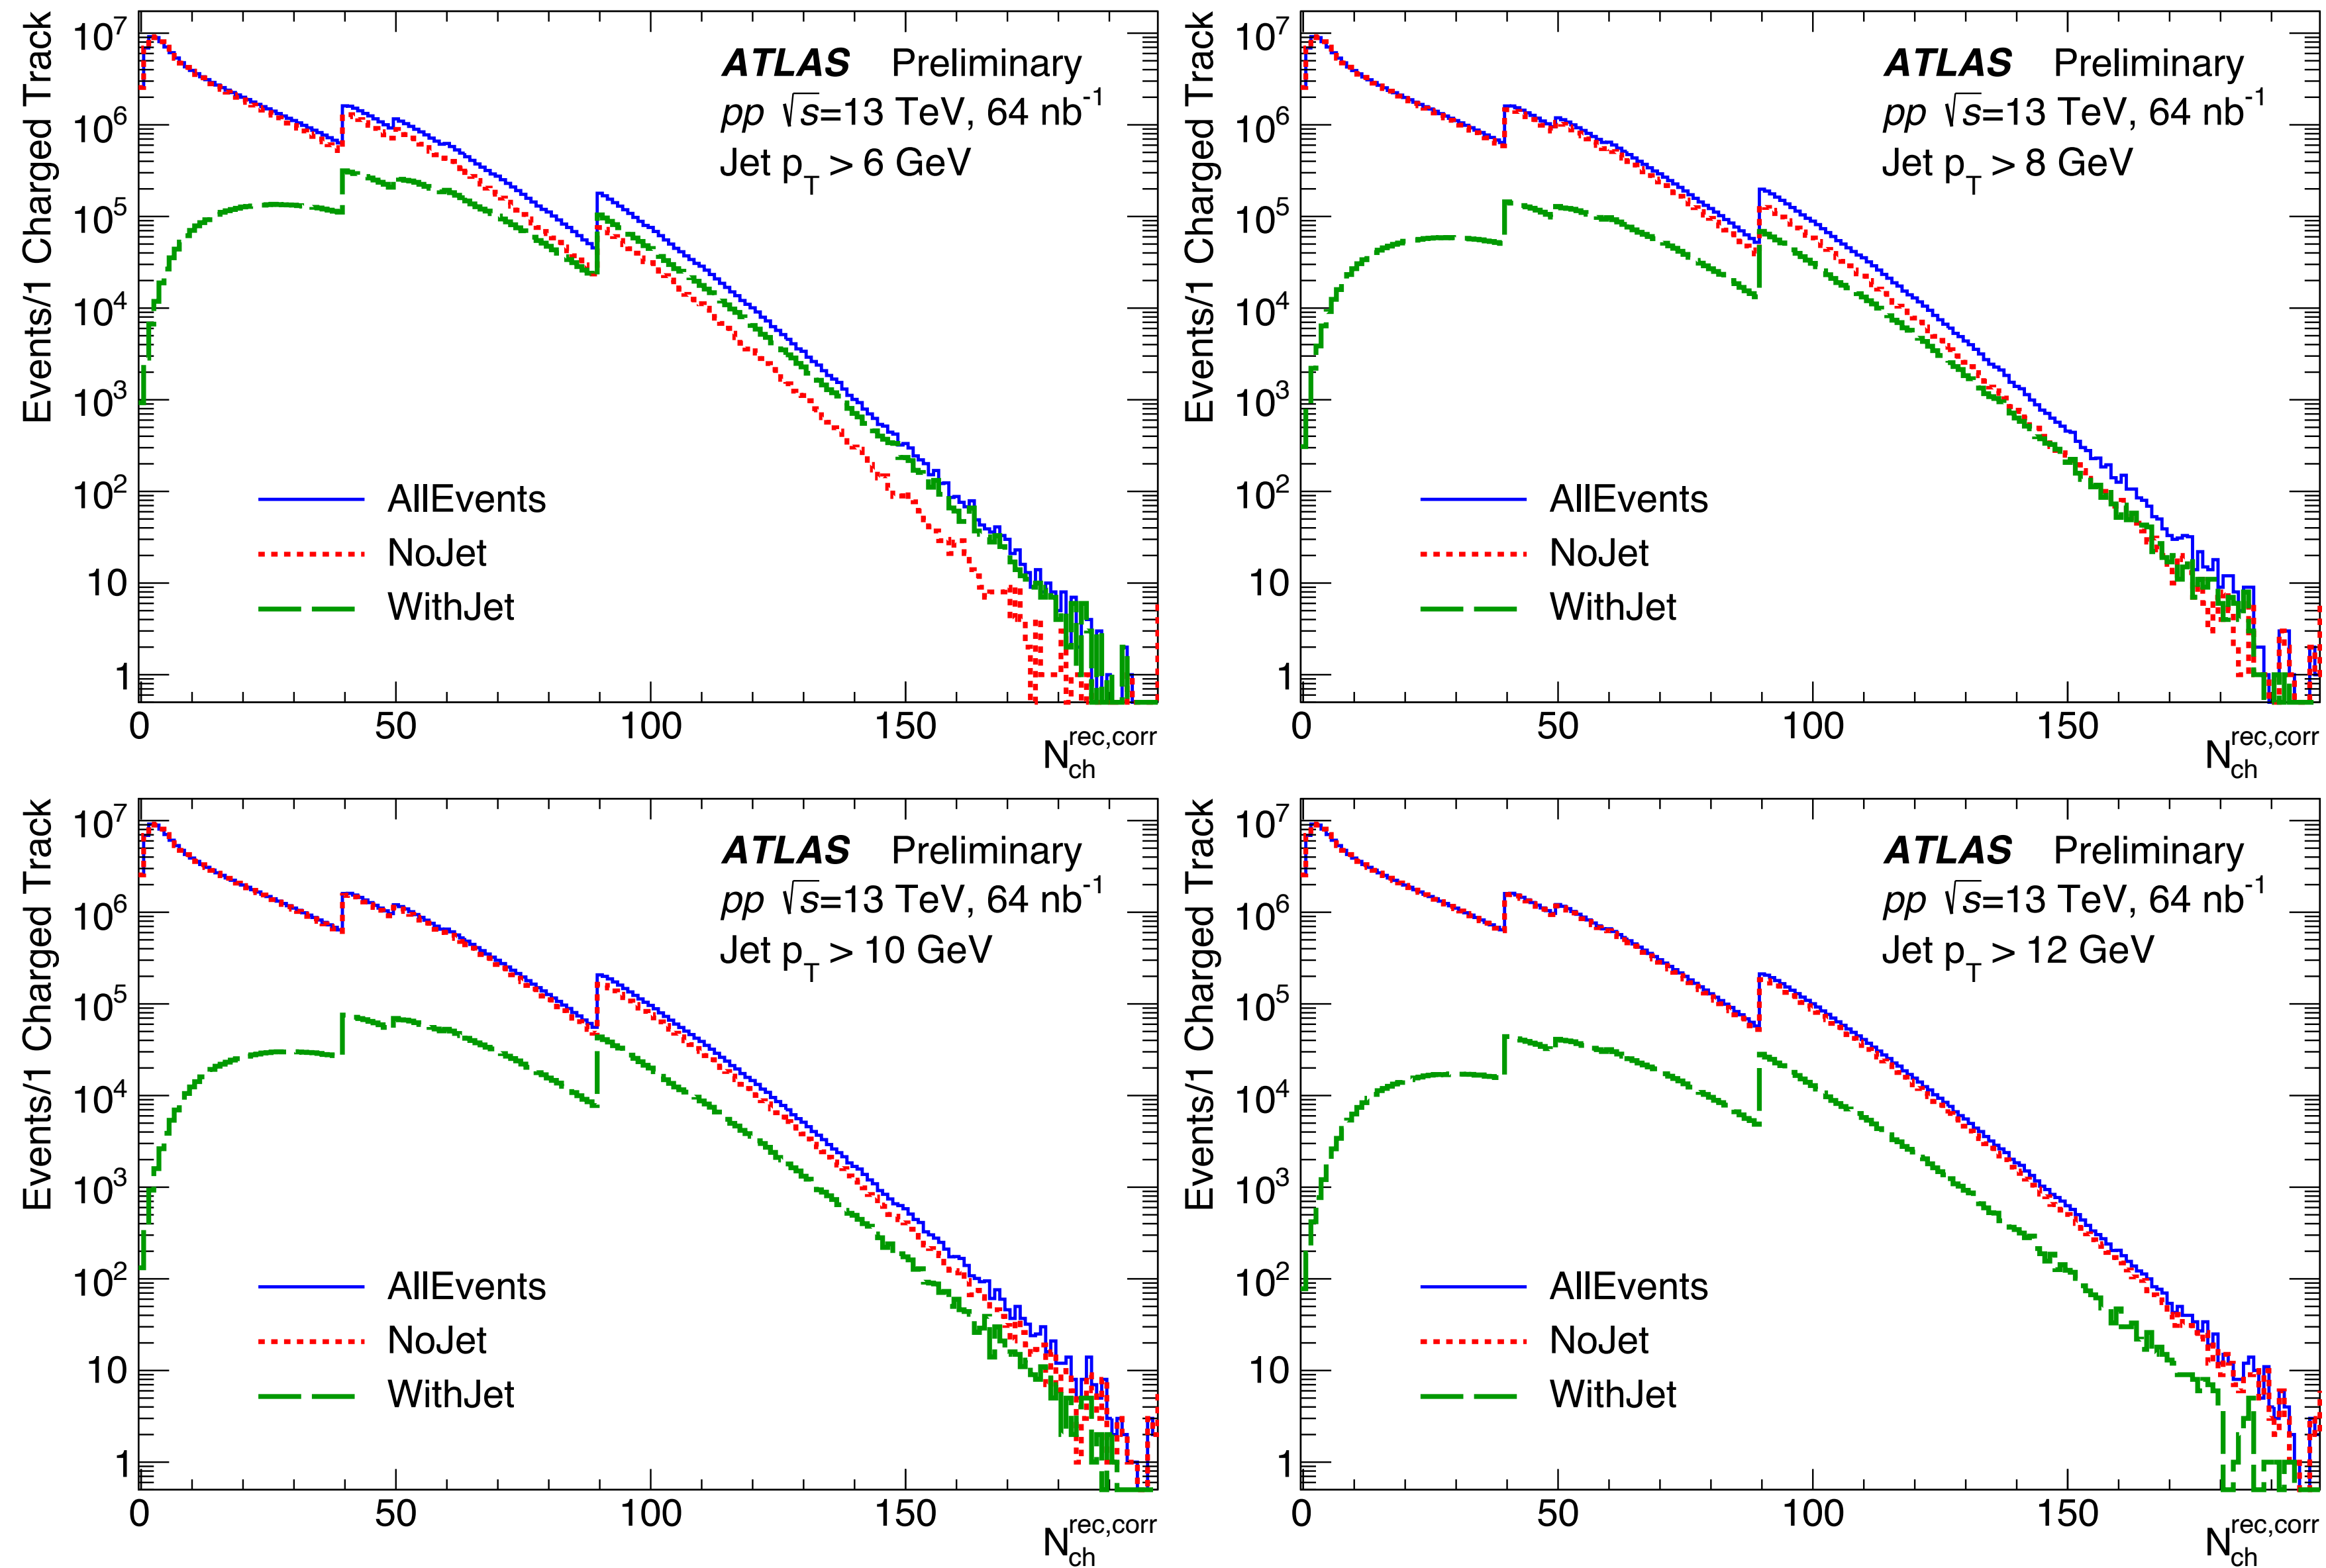 Events/1 Charged Track
10^7
10^6
10^5
10^4
10^3
10^2
10
1
ATLAS Preliminary
pp √s=13 TeV, 64 nb^-1
Jet p_T > 6 GeV
AllEvents
NoJet
WithJet
0 50 100 150
N_ch^rec,corr
Events/1 Charged Track
10^7
10^6
10^5
10^4
10^3
10^2
10
1
ATLAS Preliminary
pp √s=13 TeV, 64 nb^-1
Jet p_T > 8 GeV
AllEvents
NoJet
WithJet
0 50 100 150
N_ch^rec,corr
Events/1 Charged Track
10^7
10^6
10^5
10^4
10^3
10^2
10
1
ATLAS Preliminary
pp √s=13 TeV, 64 nb^-1
Jet p_T > 10 GeV
AllEvents
NoJet
WithJet
0 50 100 150
N_ch^rec,corr
Events/1 Charged Track
10^7
10^6
10^5
10^4
10^3
10^2
10
1
ATLAS Preliminary
pp √s=13 TeV, 64 nb^-1
Jet p_T > 12 GeV
AllEvents
NoJet
WithJet
0 50 100 150
N_ch^rec,corr